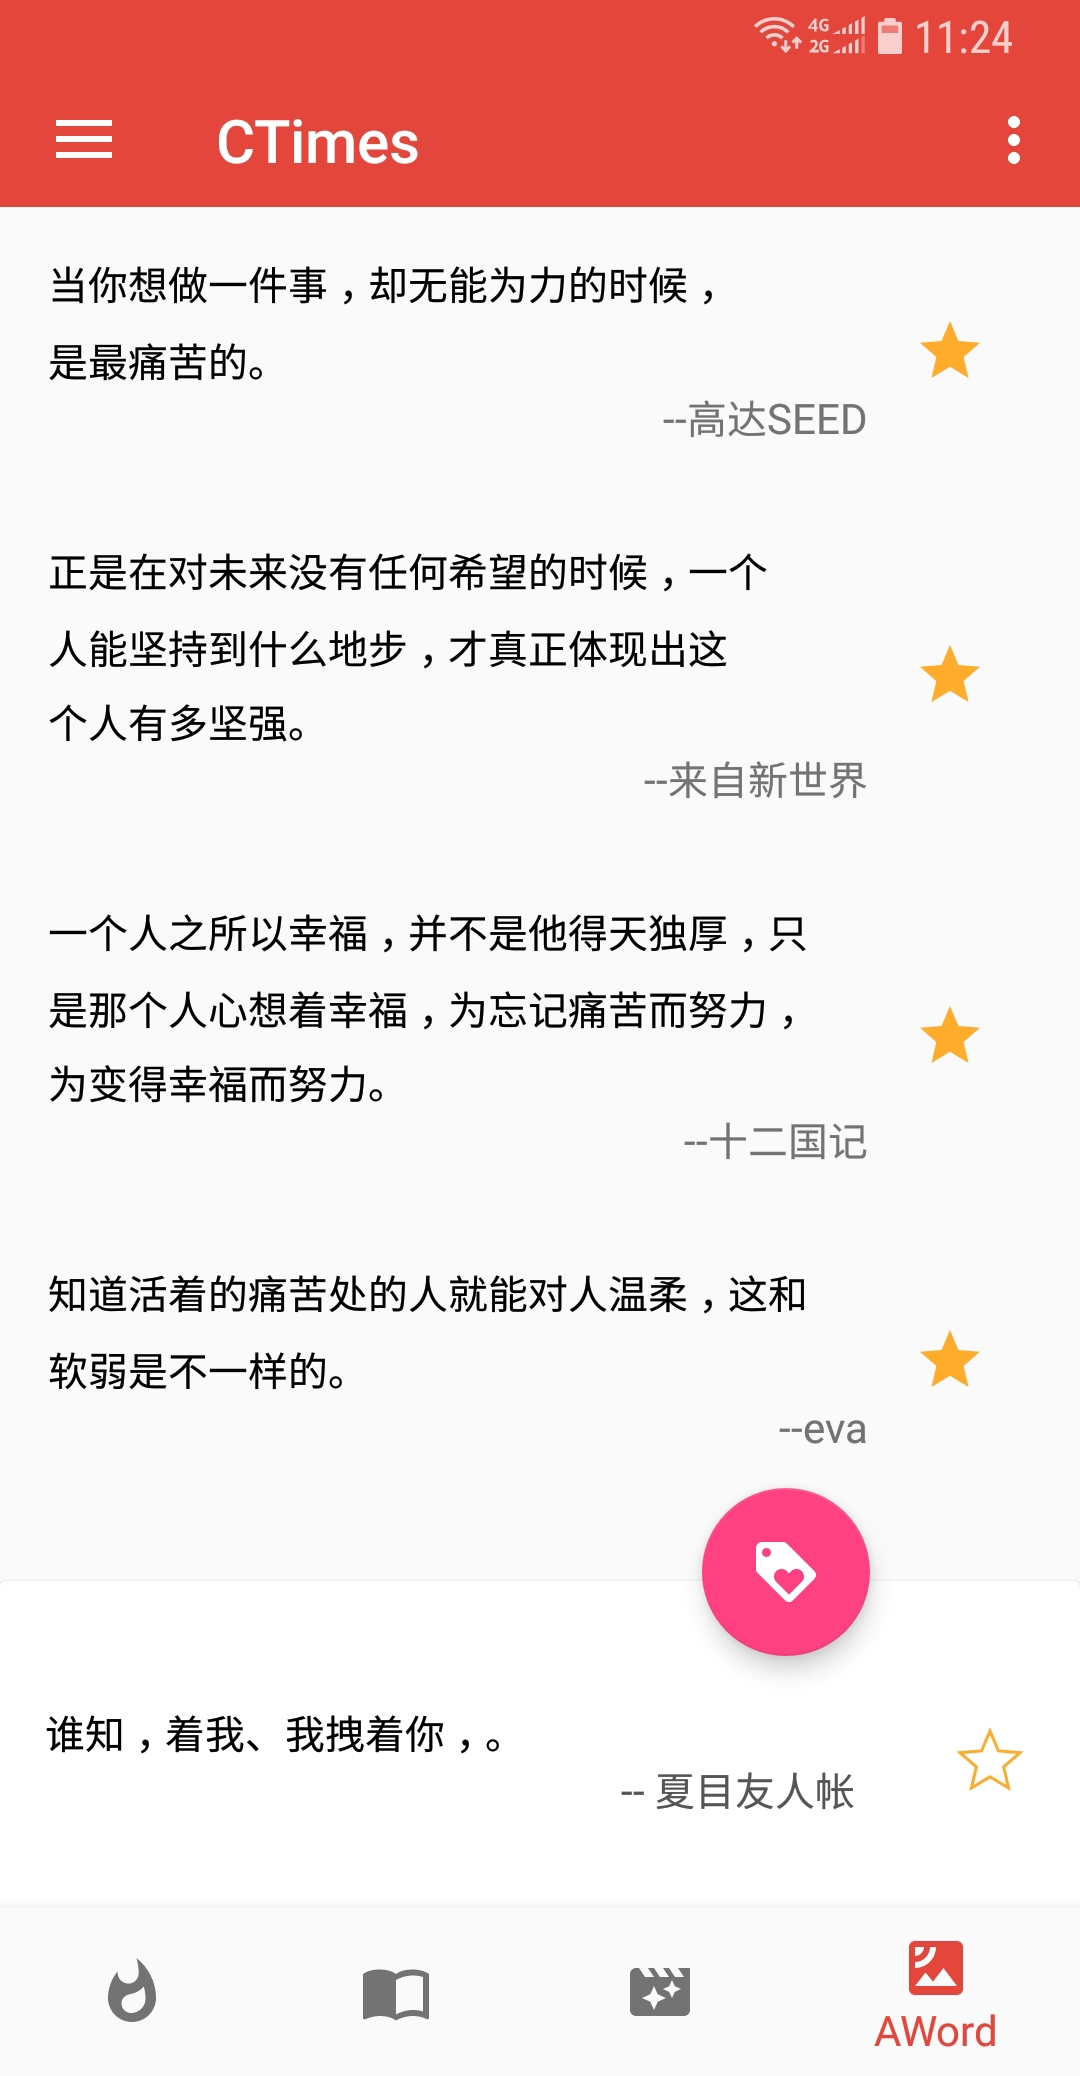 4G
2G
11:24
CTimes
当你想做一件事，却无能为力的时候，
是最痛苦的。
--高达SEED
正是在对未来没有任何希望的时候，一个
人能坚持到什么地步，才真正体现出这
个人有多坚强。
--来自新世界
一个人之所以幸福，并不是他得天独厚，只
是那个人心想着幸福，为忘记痛苦而努力，
为变得幸福而努力。
--十二国记
知道活着的痛苦处的人就能对人温柔，这和
软弱是不一样的。
--eva
谁知，着我、我拽着你，。
-- 夏目友人帐
AWord